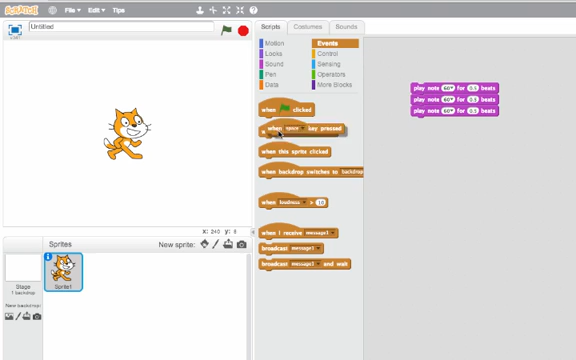 SCRATCH File▼ Edit▼ Tips
Untitled
Scripts Costumes Sounds
Motion Events
Looks Control
Sound Sensing
Pen Operators
Data More Blocks
when clicked
when space key pressed
when this sprite clicked
when backdrop switches to backdrop
when loudness > 10
when I receive message1
broadcast message1
broadcast message1 and wait
play note 60▼ for 0.5 beats
play note 60▼ for 0.5 beats
play note 60▼ for 0.5 beats
x: 240 y: 8
Sprites New sprite:
Stage
1 backdrop
New backdrop:
Sprite1